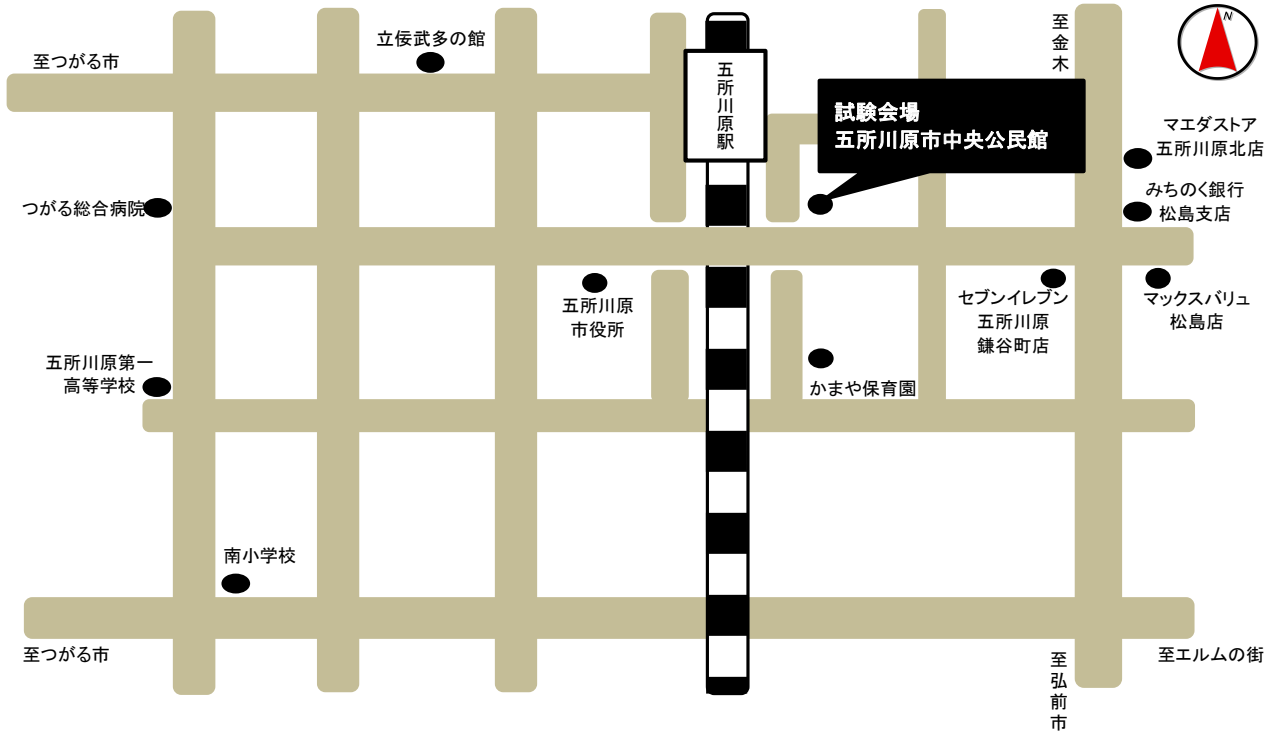 至つがる市
立佞武多の館
五所川原駅
至金木
N
試験会場
五所川原市中央公民館
マエダストア
五所川原北店
みちのく銀行
松島支店
つがる総合病院
五所川原
市役所
セブンイレブン
五所川原
鎌谷町店
マックスバリュ
松島店
五所川原第一
高等学校
かまや保育園
南小学校
至つがる市
至弘前市
至エルムの街